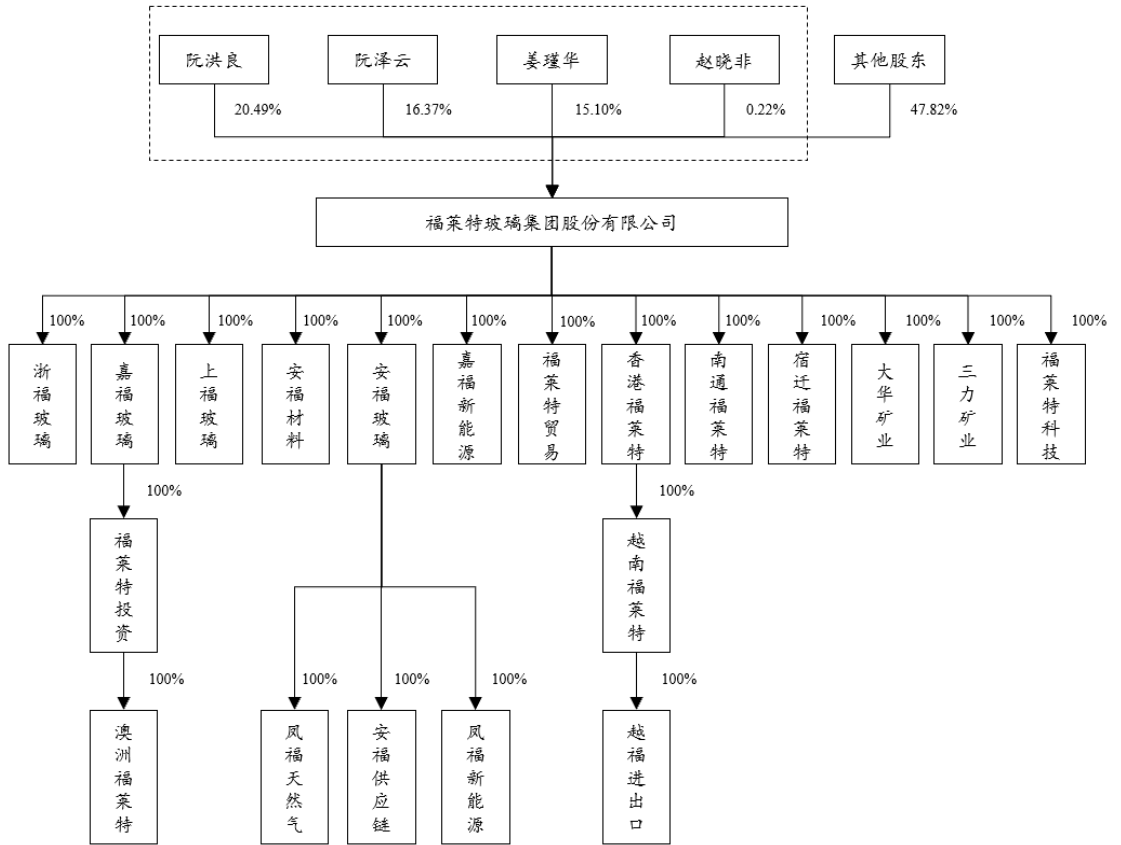 阮洪良
阮泽云
姜瑾华
赵晓非
其他股东
20.49%
16.37%
15.10%
0.22%
47.82%
福莱特玻璃集团股份有限公司
100%
100%
100%
100%
100%
100%
100%
100%
100%
100%
100%
100%
100%
浙福玻璃
嘉福玻璃
上福玻璃
安福材料
安福玻璃
嘉福新能源
福莱特贸易
香港福莱特
南通福莱特
宿迁福莱特
大华矿业
三力矿业
福莱特科技
100%
100%
福莱特投资
越南福莱特
100%
100%
100%
100%
100%
澳洲福莱特
凤福天然气
安福供应链
凤福新能源
越福进出口